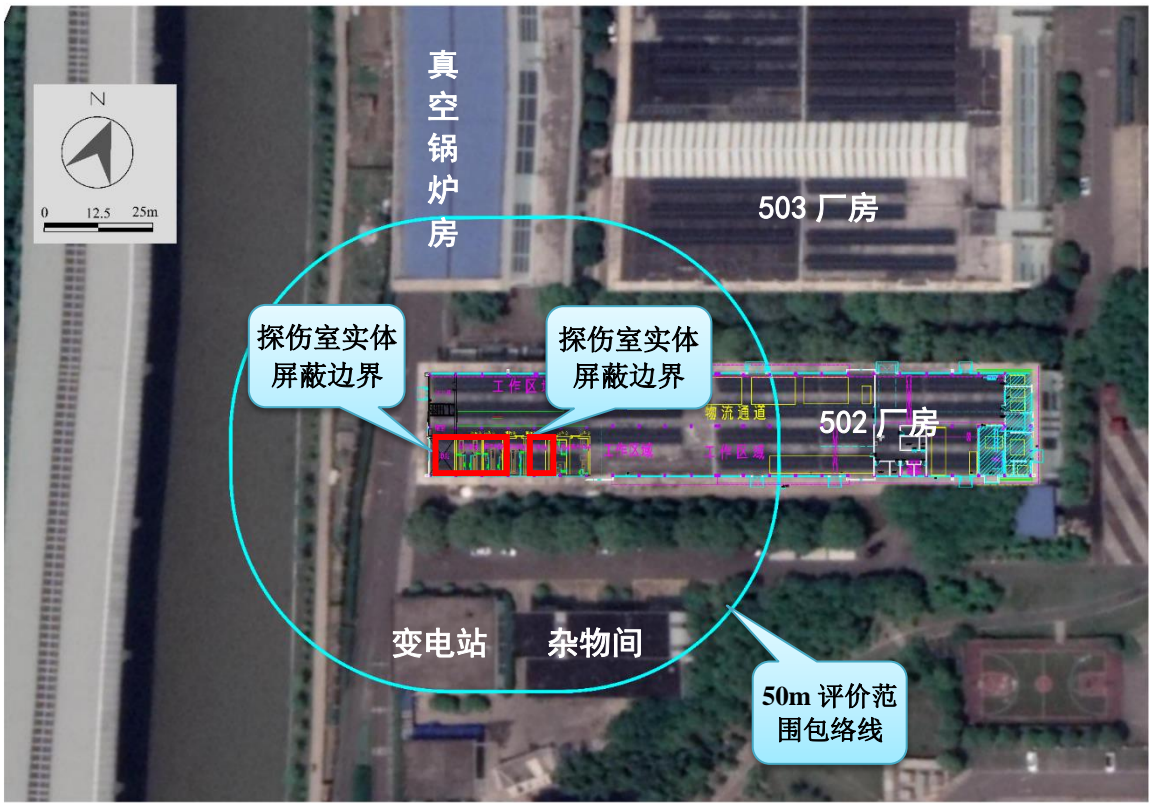 真
空
锅
炉
房
N
0 12.5 25m
503 厂房
探伤室实体
屏蔽边界
探伤室实体
屏蔽边界
工作区域
物流通道
502 厂房
工作区域
工作区域
变电站
杂物间
50m 评价范
围包络线